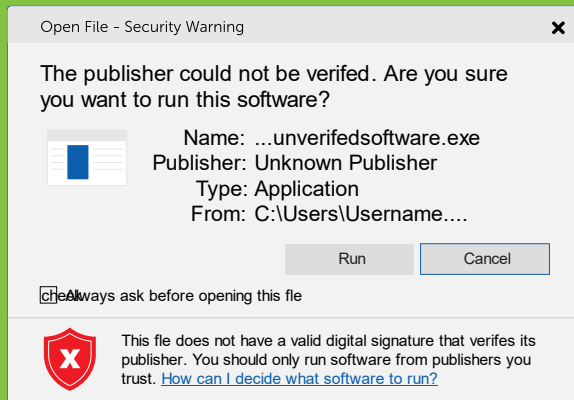 Open File - Security Warning
The publisher could not be verifed. Are you sure
you want to run this software?
Name: ...unverifedsoftware.exe
Publisher: Unknown Publisher
Type: Application
From: C:\Users\Username....
Run Cancel
check Always ask before opening this fle
This fle does not have a valid digital signature that verifes its
publisher. You should only run software from publishers you
trust. How can I decide what software to run?